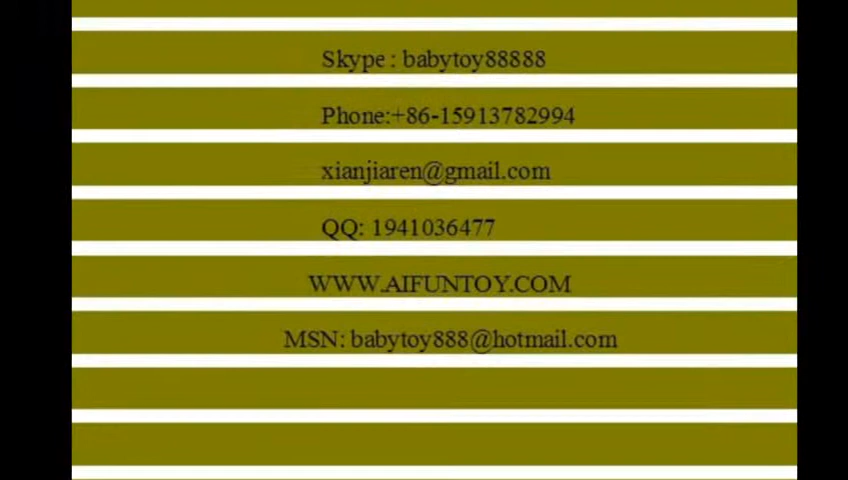 Skype : babytoy88888
Phone:+86-15913782994
xianjiaren@gmail.com
QQ: 1941036477
WWW.AIFUNTOY.COM
MSN: babytoy888@hotmail.com